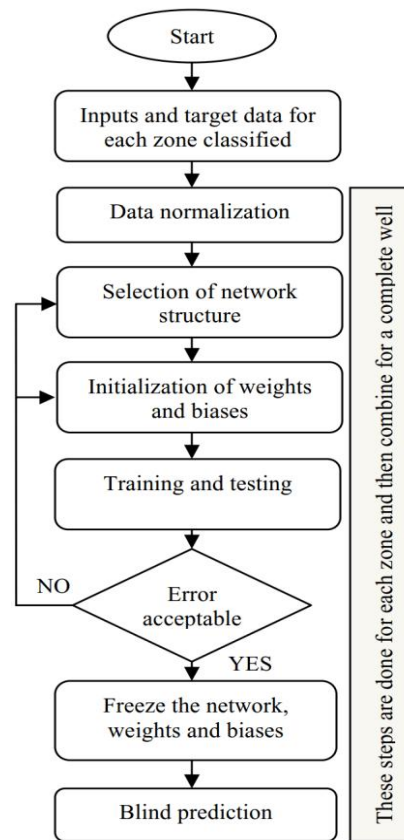 Start
Inputs and target data for
each zone classified
Data normalization
Selection of network
structure
Initialization of weights
and biases
Training and testing
NO
Error
acceptable
YES
Freeze the network,
weights and biases
Blind prediction
These steps are done for each zone and then combine for a complete well